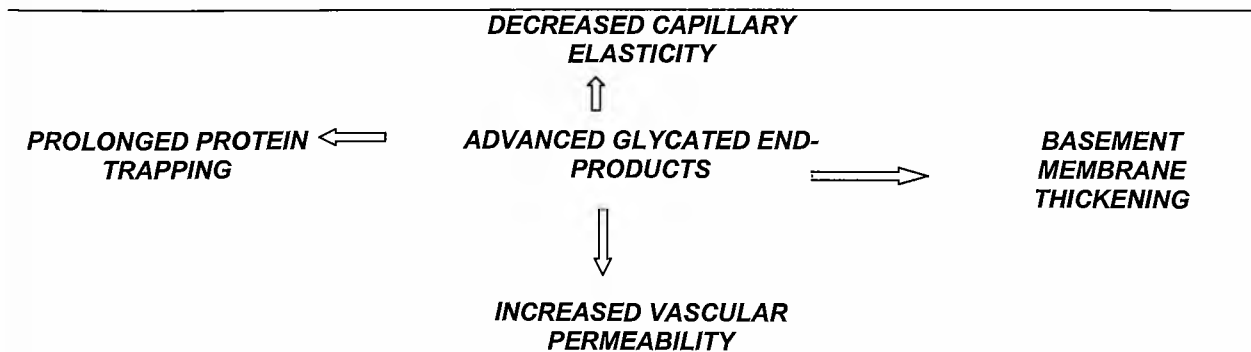 DECREASED CAPILLARY
ELASTICITY
PROLONGED PROTEIN
TRAPPING
ADVANCED GLYCATED END-
PRODUCTS
BASEMENT
MEMBRANE
THICKENING
INCREASED VASCULAR
PERMEABILITY